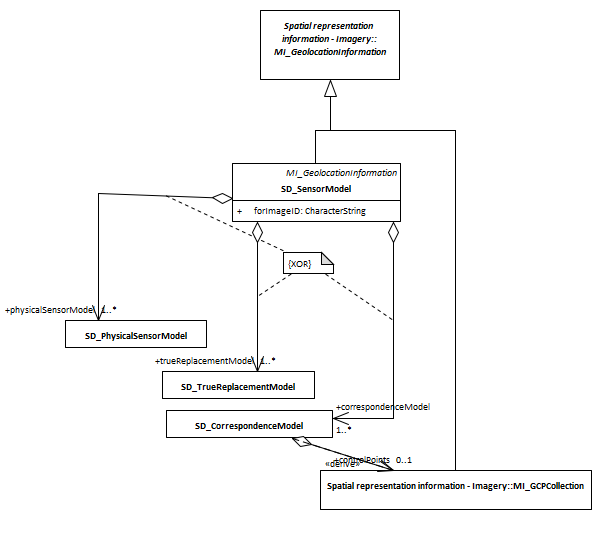 Spatial representation
information - Imagery::
MI_GeolocationInformation
MI_GeolocationInformation
SD_SensorModel
+ forImageID: CharacterString
{XOR}
+physicalSensorModel 1..*
SD_PhysicalSensorModel
+trueReplacementModel 1..*
SD_TrueReplacementModel
+correspondenceModel
SD_CorrespondenceModel
1..*
+controlPoints 0..1
«derive»
Spatial representation information - Imagery::MI_GCPCollection